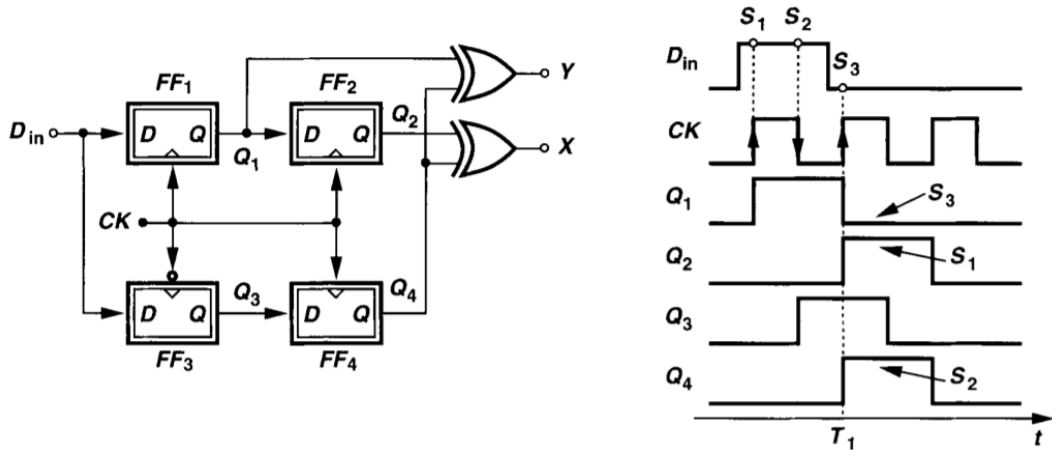 FF1 FF2
Din D Q Q1 D Q Q2
Y
X
CK
D Q Q3 D Q Q4
FF3 FF4
S1 S2
Din S3
CK
Q1 S3
Q2 S1
Q3
Q4 S2
T1 t